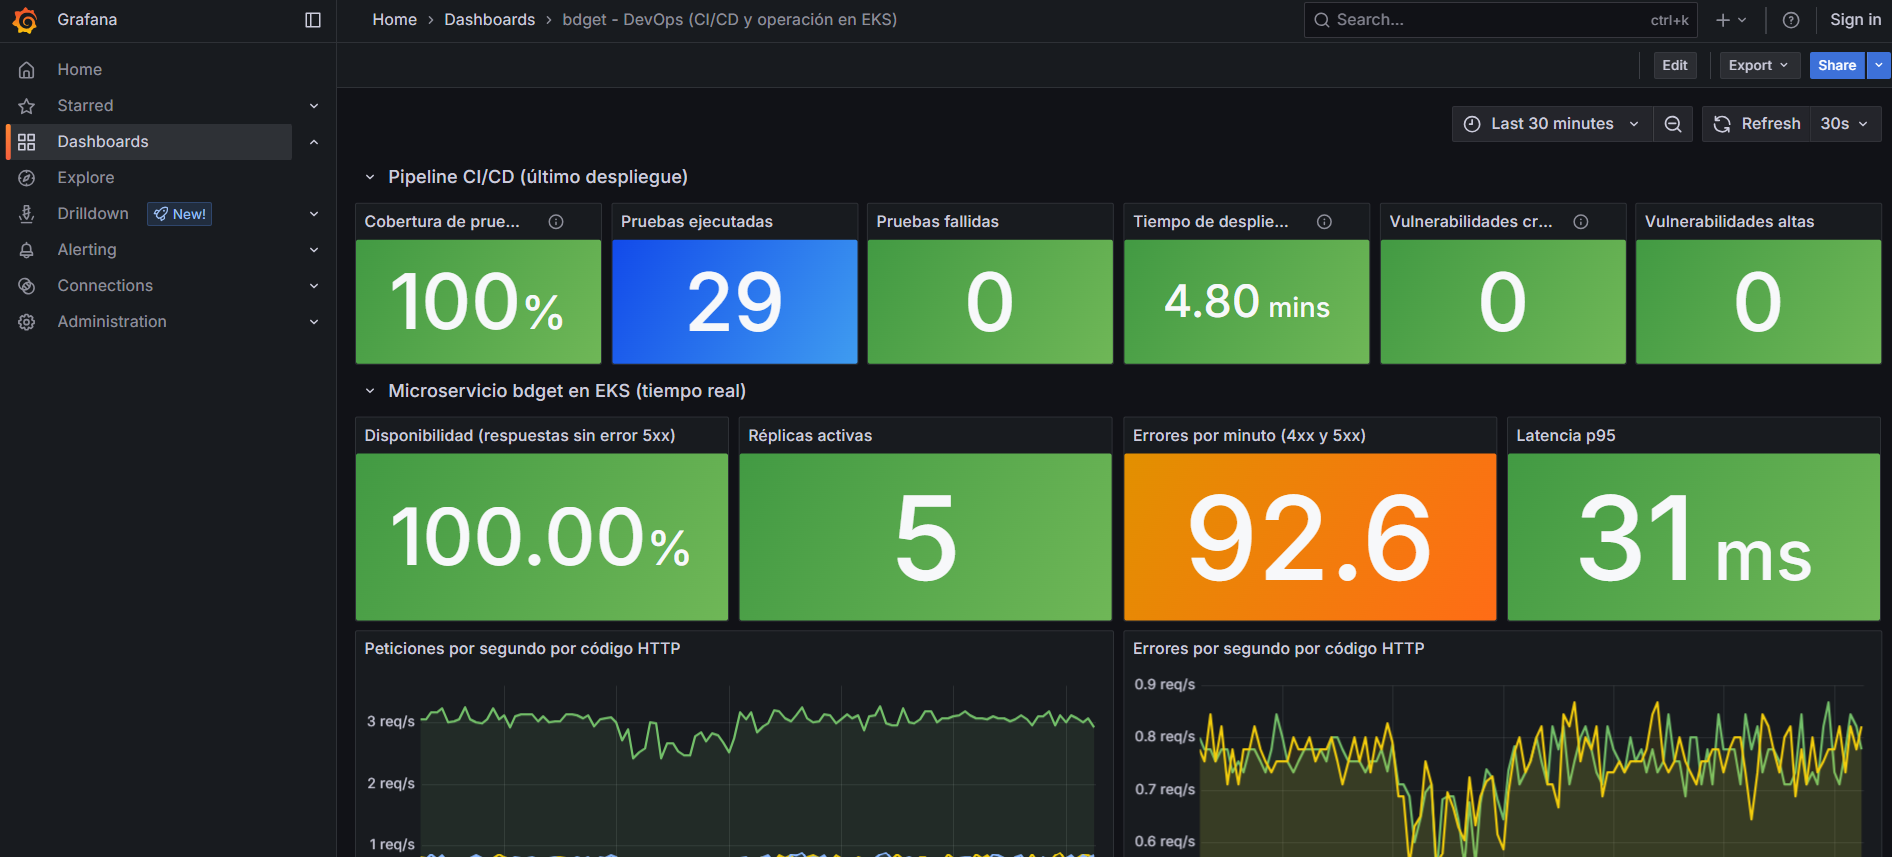 Grafana
Home › Dashboards › bdget - DevOps (CI/CD y operación en EKS)
Search...
ctrl+k
Sign in
Edit
Export
Share
Home
Starred
Dashboards
Explore
Drilldown
New!
Alerting
Connections
Administration
Last 30 minutes
Refresh
30s
Pipeline CI/CD (último despliegue)
Cobertura de prue...
100%
Pruebas ejecutadas
29
Pruebas fallidas
0
Tiempo de desplie...
4.80 mins
Vulnerabilidades cr...
0
Vulnerabilidades altas
0
Microservicio bdget en EKS (tiempo real)
Disponibilidad (respuestas sin error 5xx)
100.00%
Réplicas activas
5
Errores por minuto (4xx y 5xx)
92.6
Latencia p95
31 ms
Peticiones por segundo por código HTTP
3 req/s
2 req/s
1 req/s
Errores por segundo por código HTTP
0.9 req/s
0.8 req/s
0.7 req/s
0.6 req/s